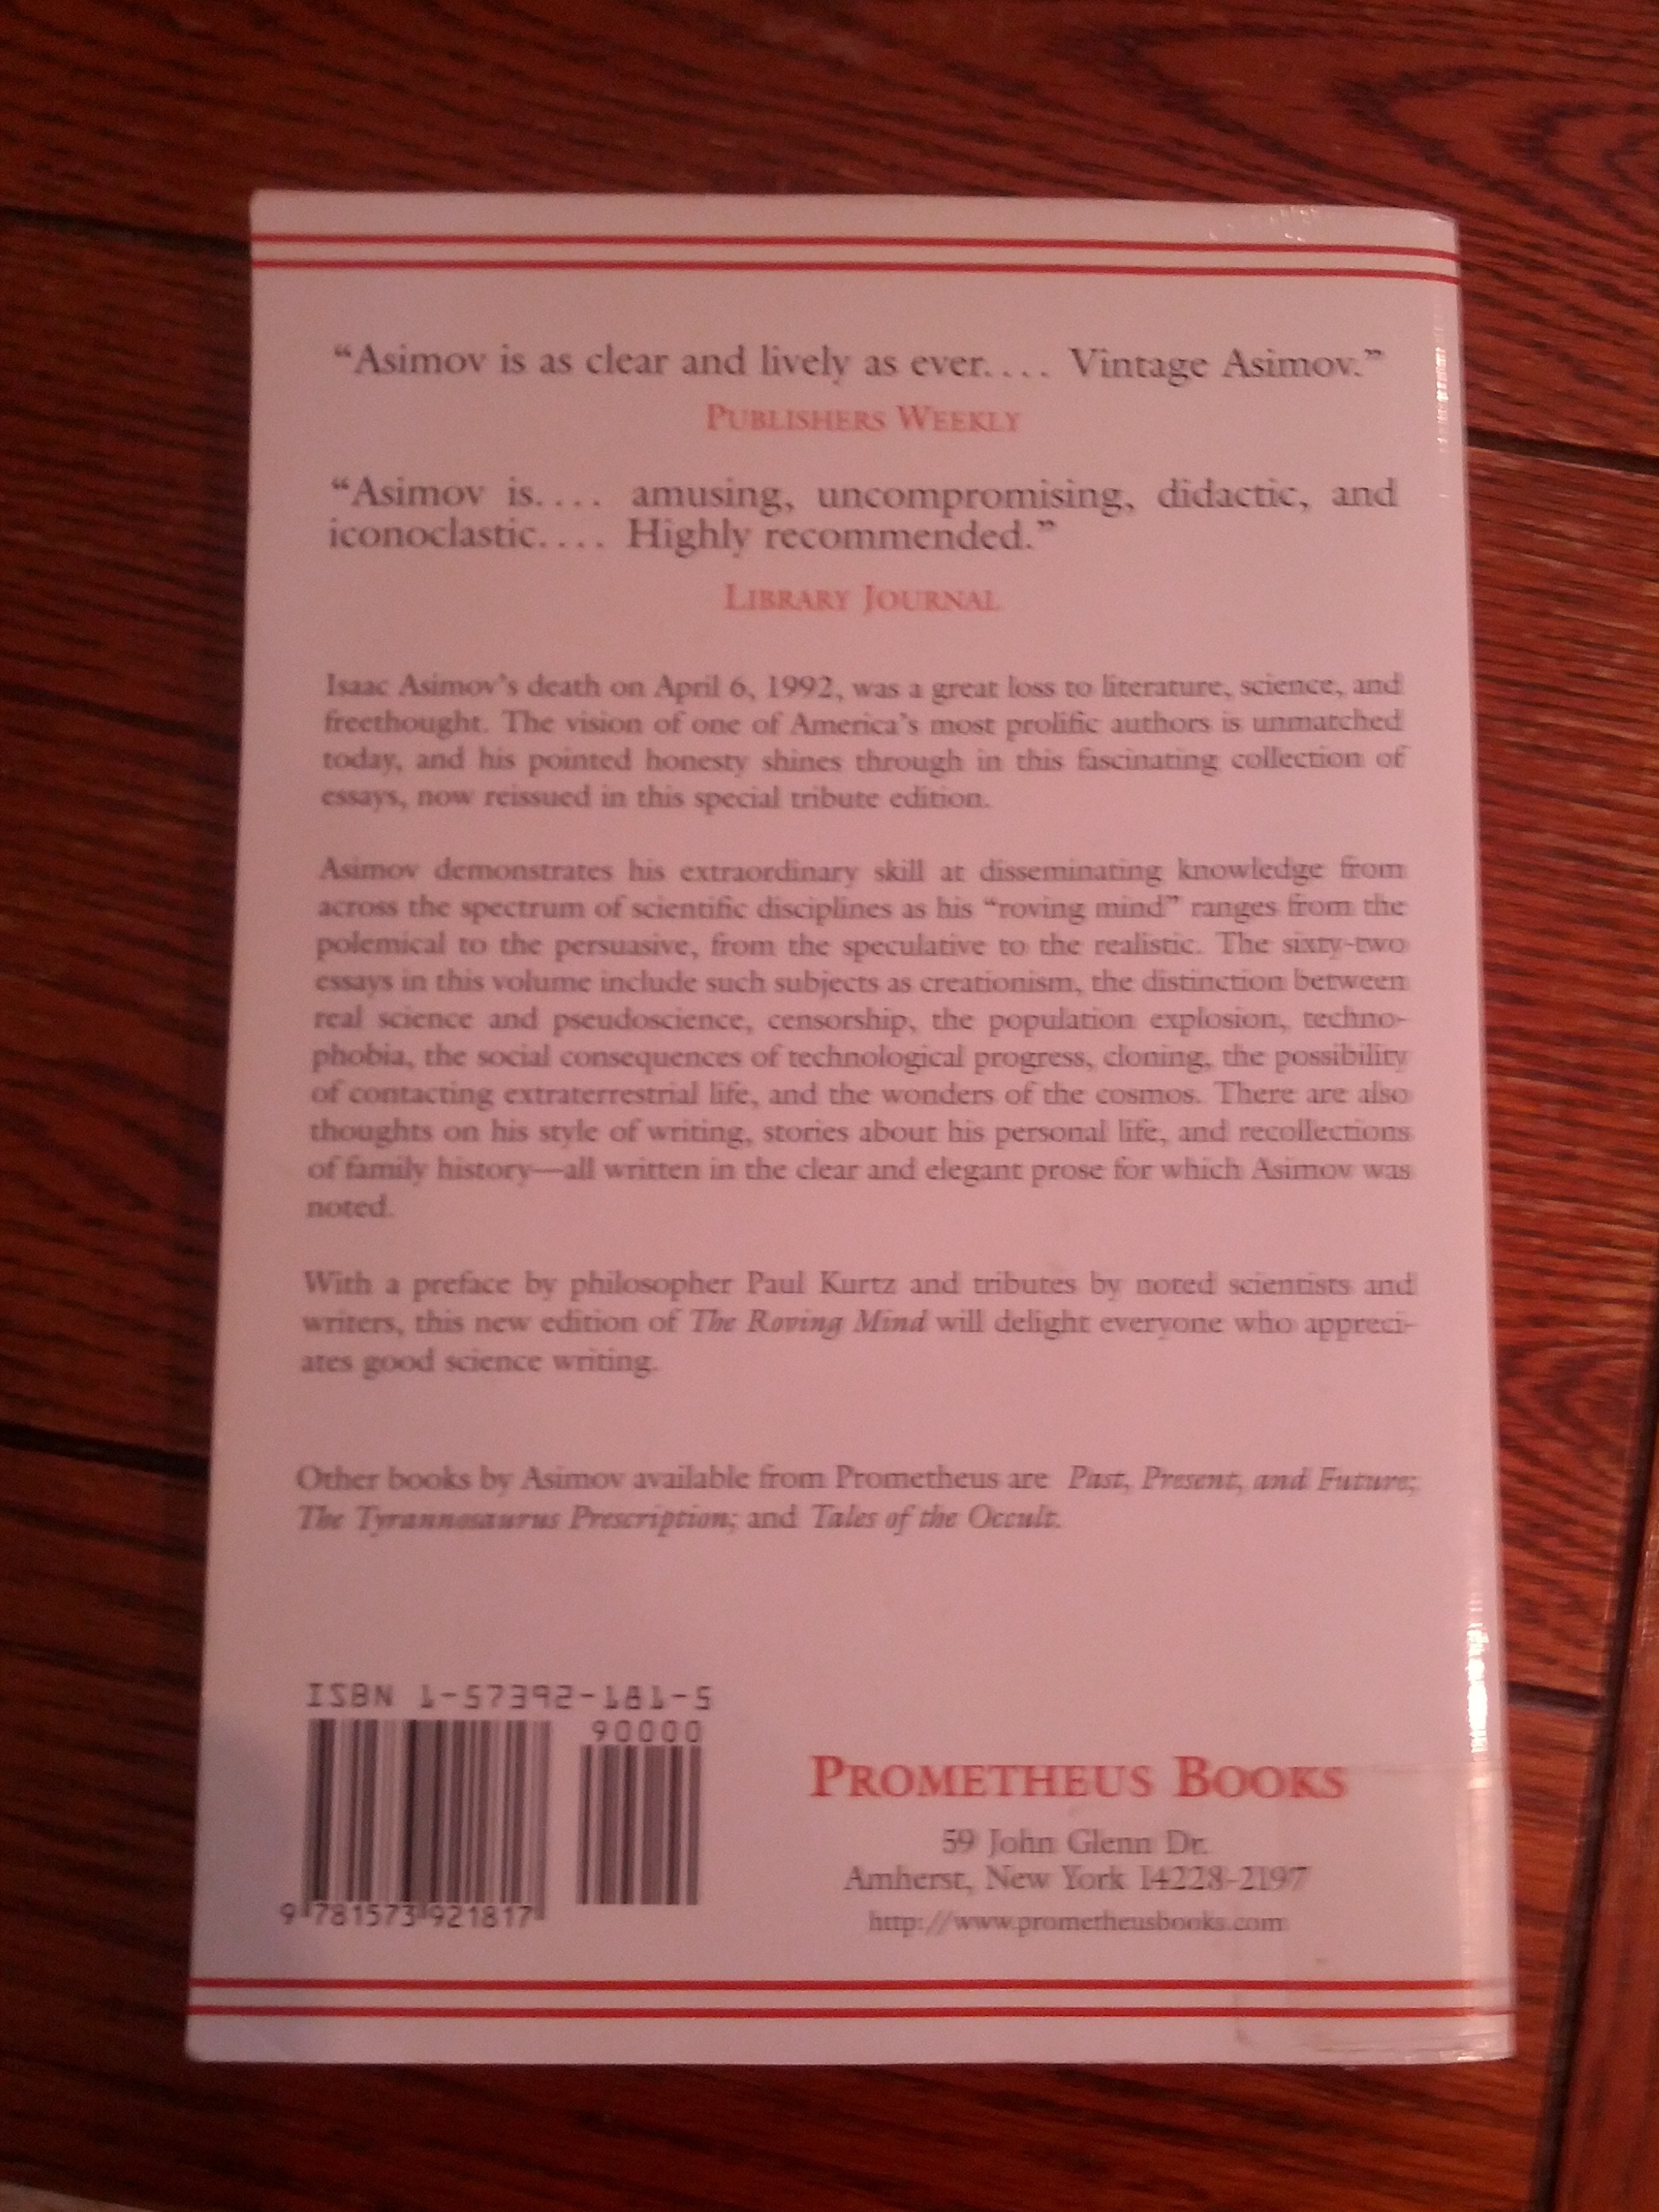 “Asimov is as clear and lively as ever.... Vintage Asimov.”
PUBLISHERS WEEKLY
“Asimov is.... amusing, uncompromising, didactic, and
iconoclastic.... Highly recommended.”
LIBRARY JOURNAL
Isaac Asimov’s death on April 6, 1992, was a great loss to literature, science, and
freethought. The vision of one of America’s most prolific authors is unmatched
today, and his pointed honesty shines through in this fascinating collection of
essays, now reissued in this special tribute edition.
Asimov demonstrates his extraordinary skill at disseminating knowledge from
across the spectrum of scientific disciplines as his “roving mind” ranges from the
polemical to the persuasive, from the speculative to the realistic. The sixty-two
essays in this volume include such subjects as creationism, the distinction between
real science and pseudoscience, censorship, the population explosion, techno-
phobia, the social consequences of technological progress, cloning, the possibility
of contacting extraterrestrial life, and the wonders of the cosmos. There are also
thoughts on his style of writing, stories about his personal life, and recollections
of family history—all written in the clear and elegant prose for which Asimov was
noted.
With a preface by philosopher Paul Kurtz and tributes by noted scientists and
writers, this new edition of The Roving Mind will delight everyone who appreci-
ates good science writing.
Other books by Asimov available from Prometheus are Past, Present, and Future;
The Tyrannosaurus Prescription; and Tales of the Occult.
ISBN 1-57392-181-5
90000
9 781573 921817
PROMETHEUS BOOKS
59 John Glenn Dr.
Amherst, New York 14228-2197
http://www.prometheusbooks.com